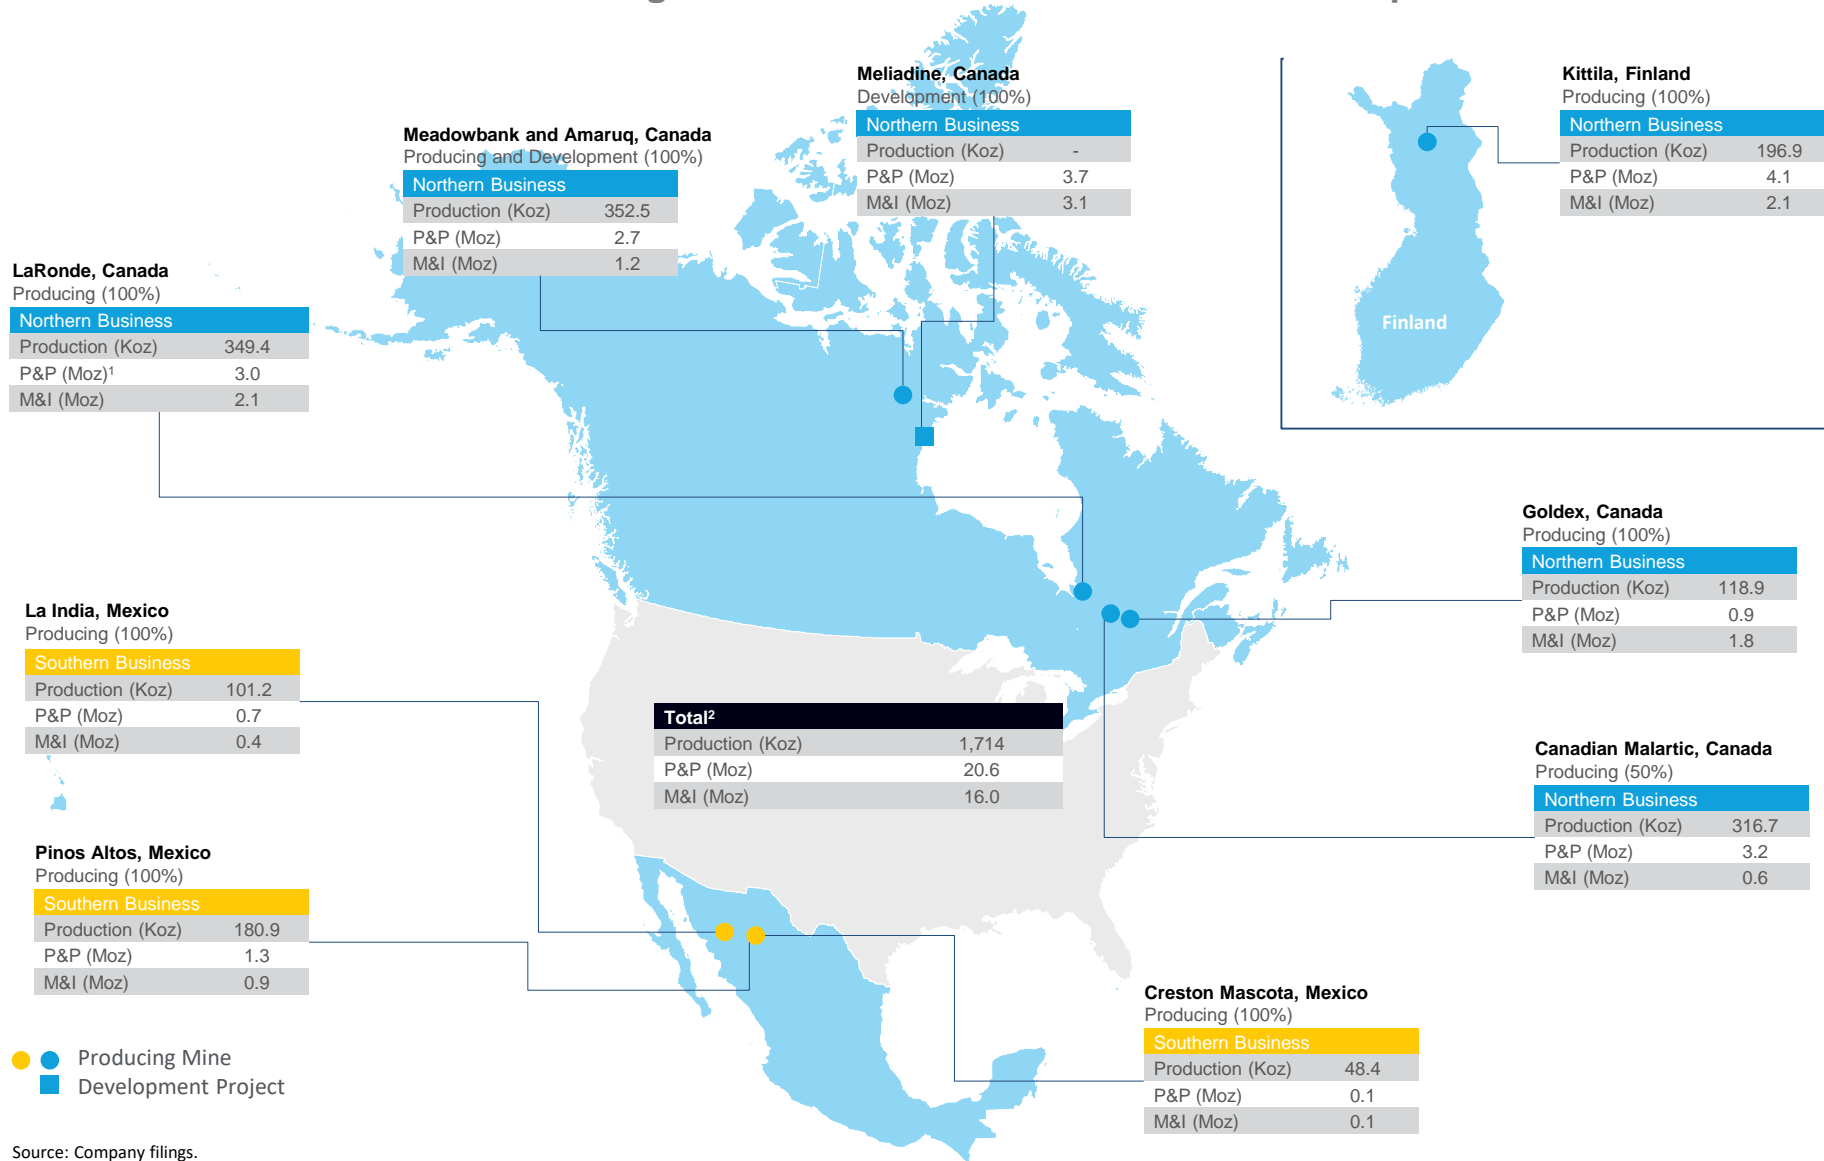 Meliadine, Canada
Development (100%)
Northern Business
Production (Koz) -
P&P (Moz) 3.7
M&I (Moz) 3.1
Kittila, Finland
Producing (100%)
Northern Business
Production (Koz) 196.9
P&P (Moz) 4.1
M&I (Moz) 2.1
Finland
Meadowbank and Amaruq, Canada
Producing and Development (100%)
Northern Business
Production (Koz) 352.5
P&P (Moz) 2.7
M&I (Moz) 1.2
LaRonde, Canada
Producing (100%)
Northern Business
Production (Koz) 349.4
P&P (Moz)¹ 3.0
M&I (Moz) 2.1
Goldex, Canada
Producing (100%)
Northern Business
Production (Koz) 118.9
P&P (Moz) 0.9
M&I (Moz) 1.8
La India, Mexico
Producing (100%)
Southern Business
Production (Koz) 101.2
P&P (Moz) 0.7
M&I (Moz) 0.4
Total²
Production (Koz) 1,714
P&P (Moz) 20.6
M&I (Moz) 16.0
Canadian Malartic, Canada
Producing (50%)
Northern Business
Production (Koz) 316.7
P&P (Moz) 3.2
M&I (Moz) 0.6
Pinos Altos, Mexico
Producing (100%)
Southern Business
Production (Koz) 180.9
P&P (Moz) 1.3
M&I (Moz) 0.9
Creston Mascota, Mexico
Producing (100%)
Southern Business
Production (Koz) 48.4
P&P (Moz) 0.1
M&I (Moz) 0.1
Producing Mine
Development Project
Source: Company filings.